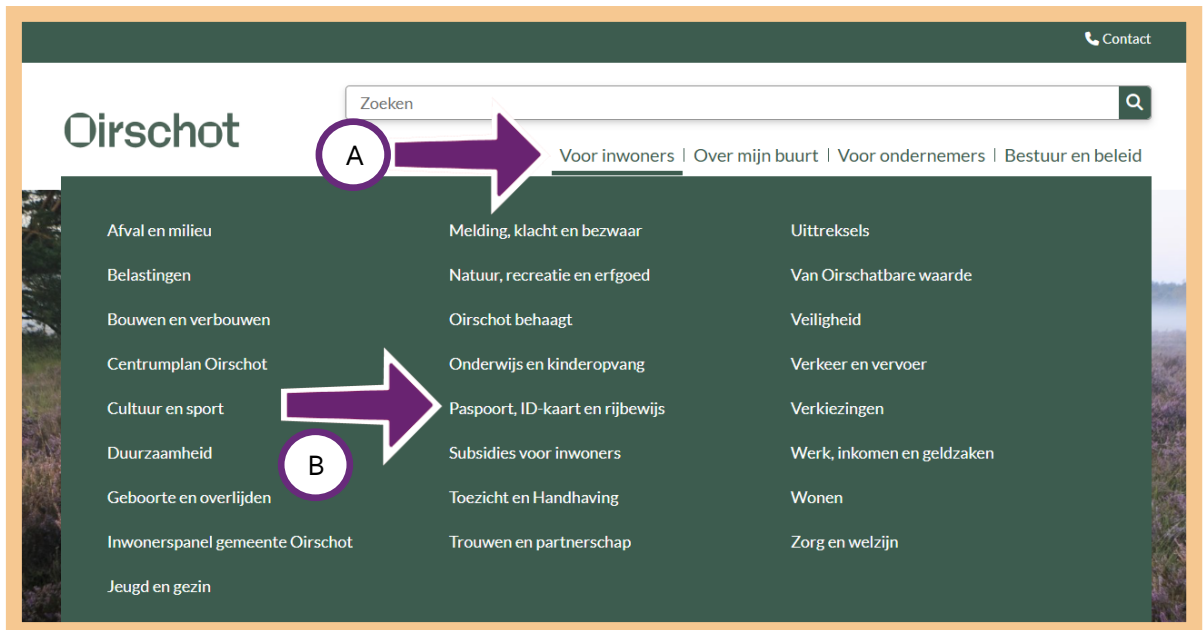 Contact
Zoeken
Oirschot
A
Voor inwoners | Over mijn buurt | Voor ondernemers | Bestuur en beleid
Afval en milieu
Belastingen
Bouwen en verbouwen
Centrumplan Oirschot
Cultuur en sport
Duurzaamheid
Geboorte en overlijden
Inwonerspanel gemeente Oirschot
Jeugd en gezin
B
Melding, klacht en bezwaar
Natuur, recreatie en erfgoed
Oirschot behaagt
Onderwijs en kinderopvang
Paspoort, ID-kaart en rijbewijs
Subsidies voor inwoners
Toezicht en Handhaving
Trouwen en partnerschap
Uittreksels
Van Oirschatbare waarde
Veiligheid
Verkeer en vervoer
Verkiezingen
Werk, inkomen en geldzaken
Wonen
Zorg en welzijn